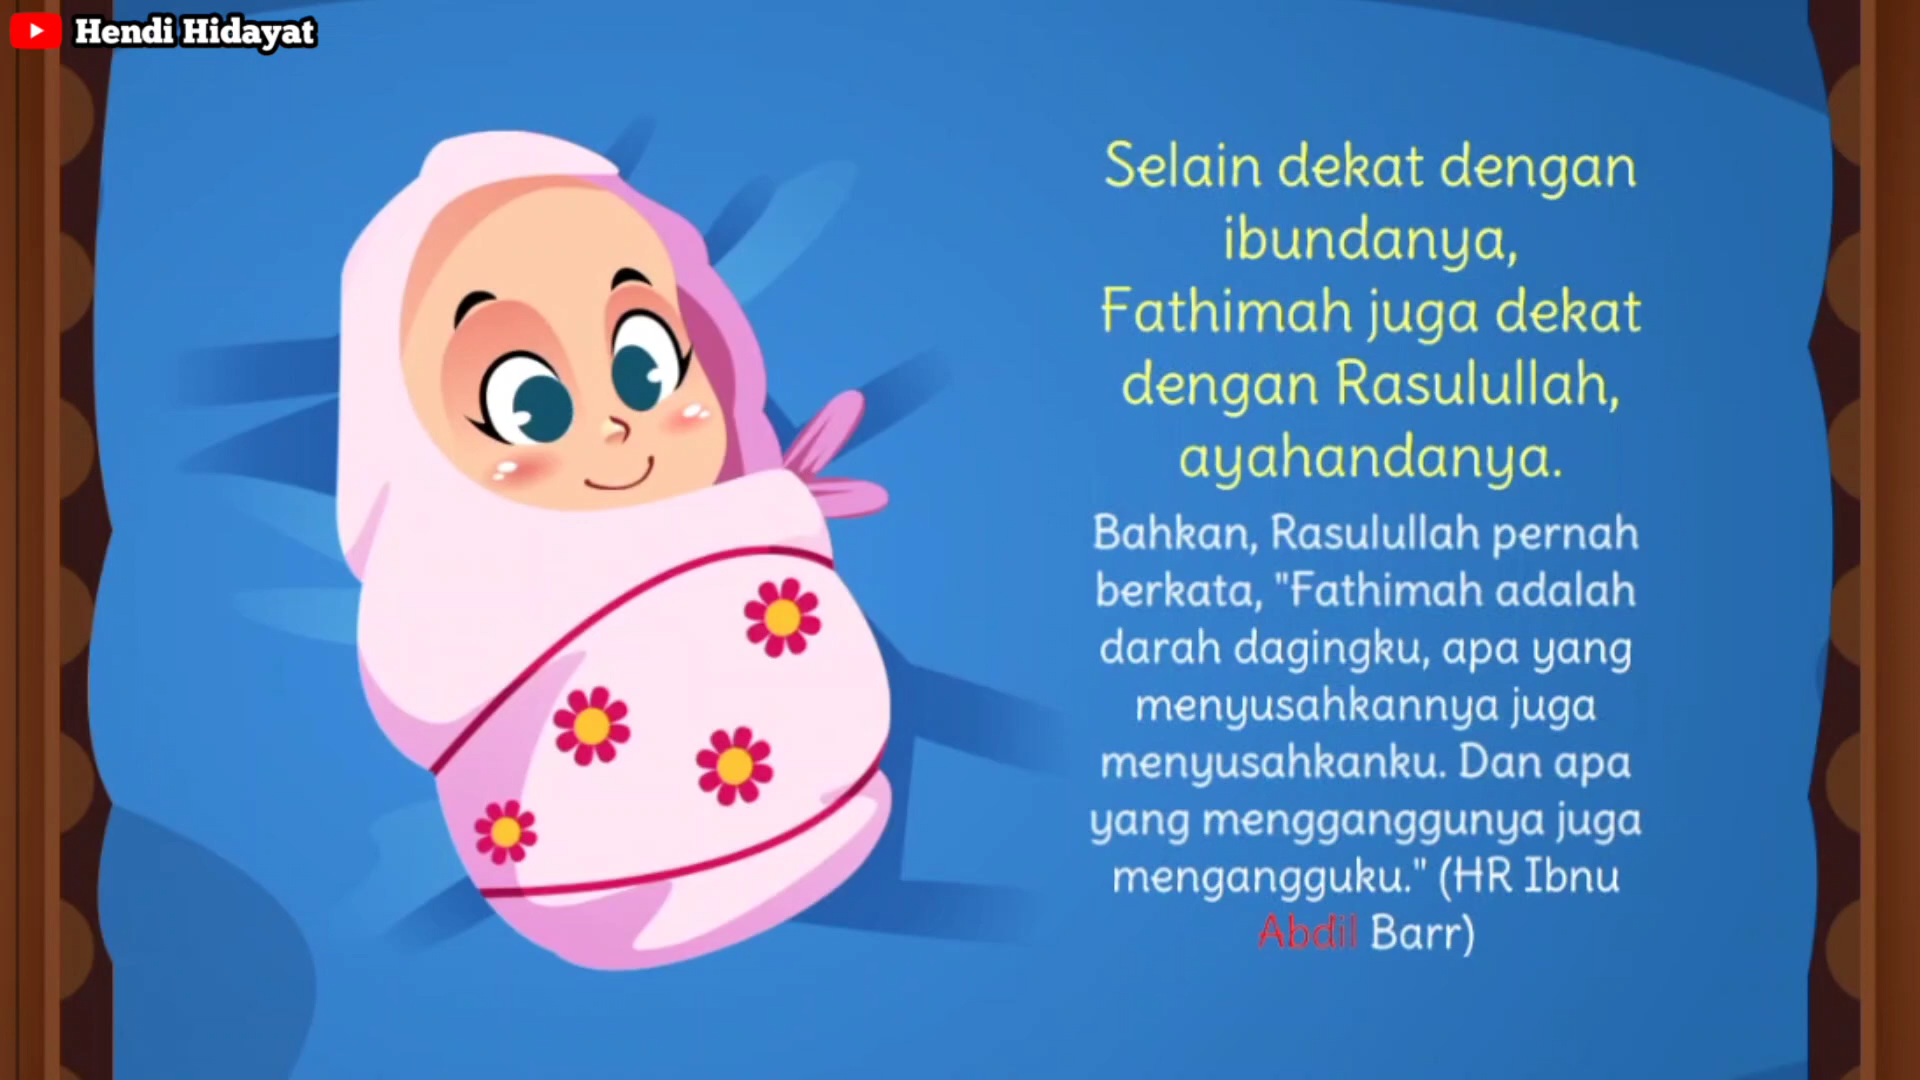 Hendi Hidayat
Selain dekat dengan
ibundanya,
Fathimah juga dekat
dengan Rasulullah,
ayahandanya.
Bahkan, Rasulullah pernah
berkata, "Fathimah adalah
darah dagingku, apa yang
menyusahkannya juga
menyusahkanku. Dan apa
yang mengganggunya juga
mengangguku." (HR Ibnu
Abdil Barr)